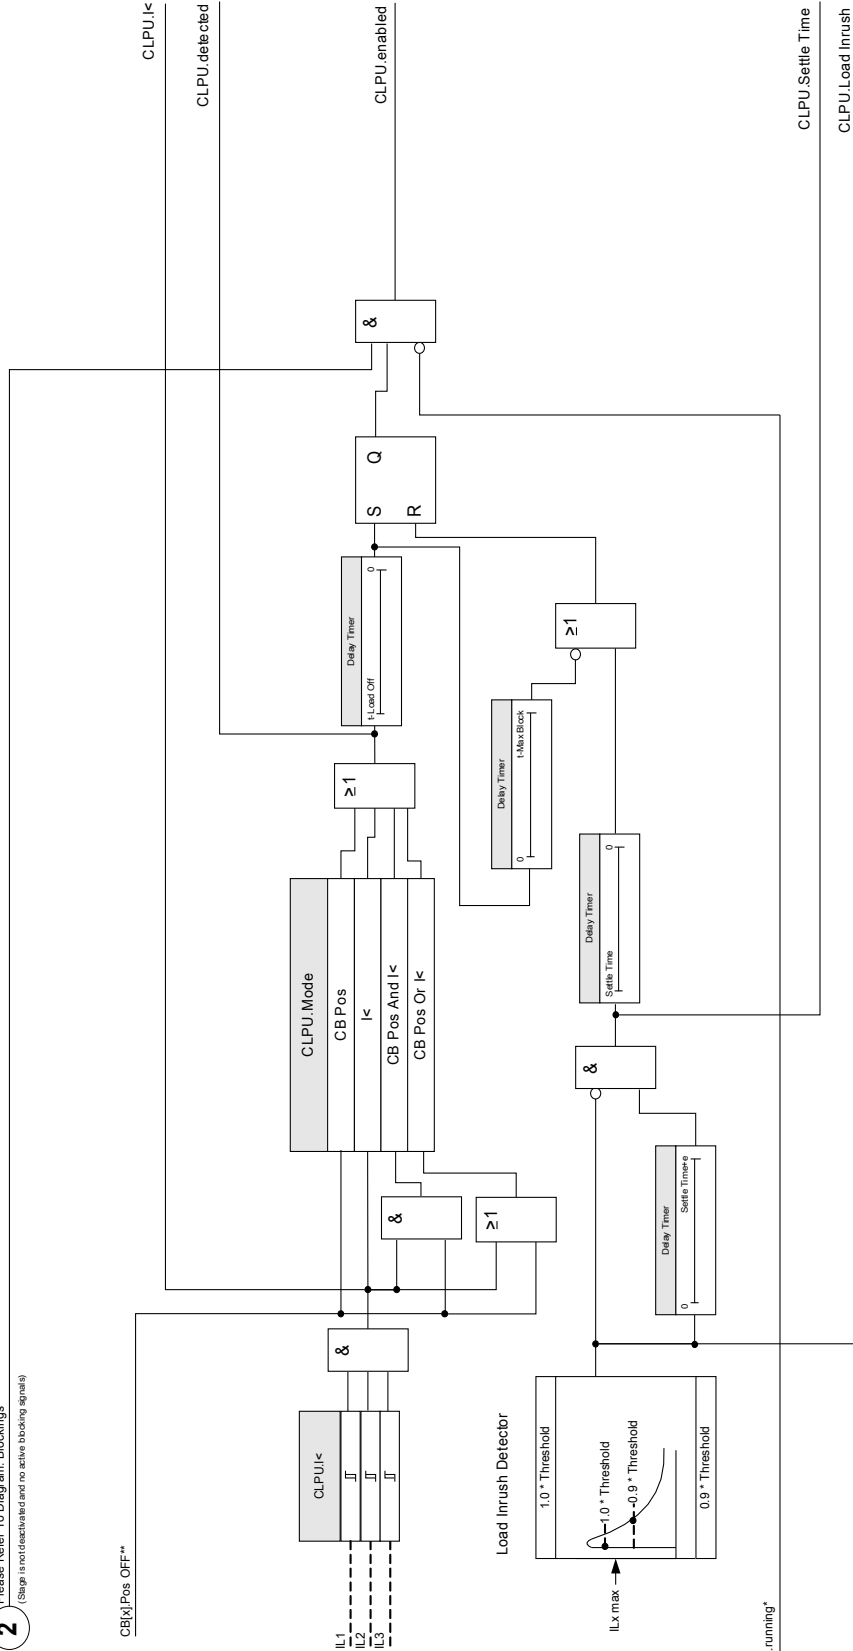 2
Please Refer To Diagram: Blockings
(Stage is not deactivated and no active blocking signals)
CLPU.I<
CLPU.detected
CLPU.enabled
CB[x].Pos OFF**
IL1
IL2
IL3
CLPU.I<
&
CLPU.Mode
CB Pos
I<
CB Pos And I<
CB Pos Or I<
&
≥1
≥1
Delay Timer
t-Load Off
0
S
R
Q
&
Delay Timer
0
t-Max Block
≥1
Load Inrush Detector
1.0 * Threshold
1.0 * Threshold
0.9 * Threshold
0.9 * Threshold
ILx max
Delay Timer
0
Settle Time+e
&
Delay Timer
Settle Time
0
CLPU.Settle Time
CLPU.Load Inrush
.running*